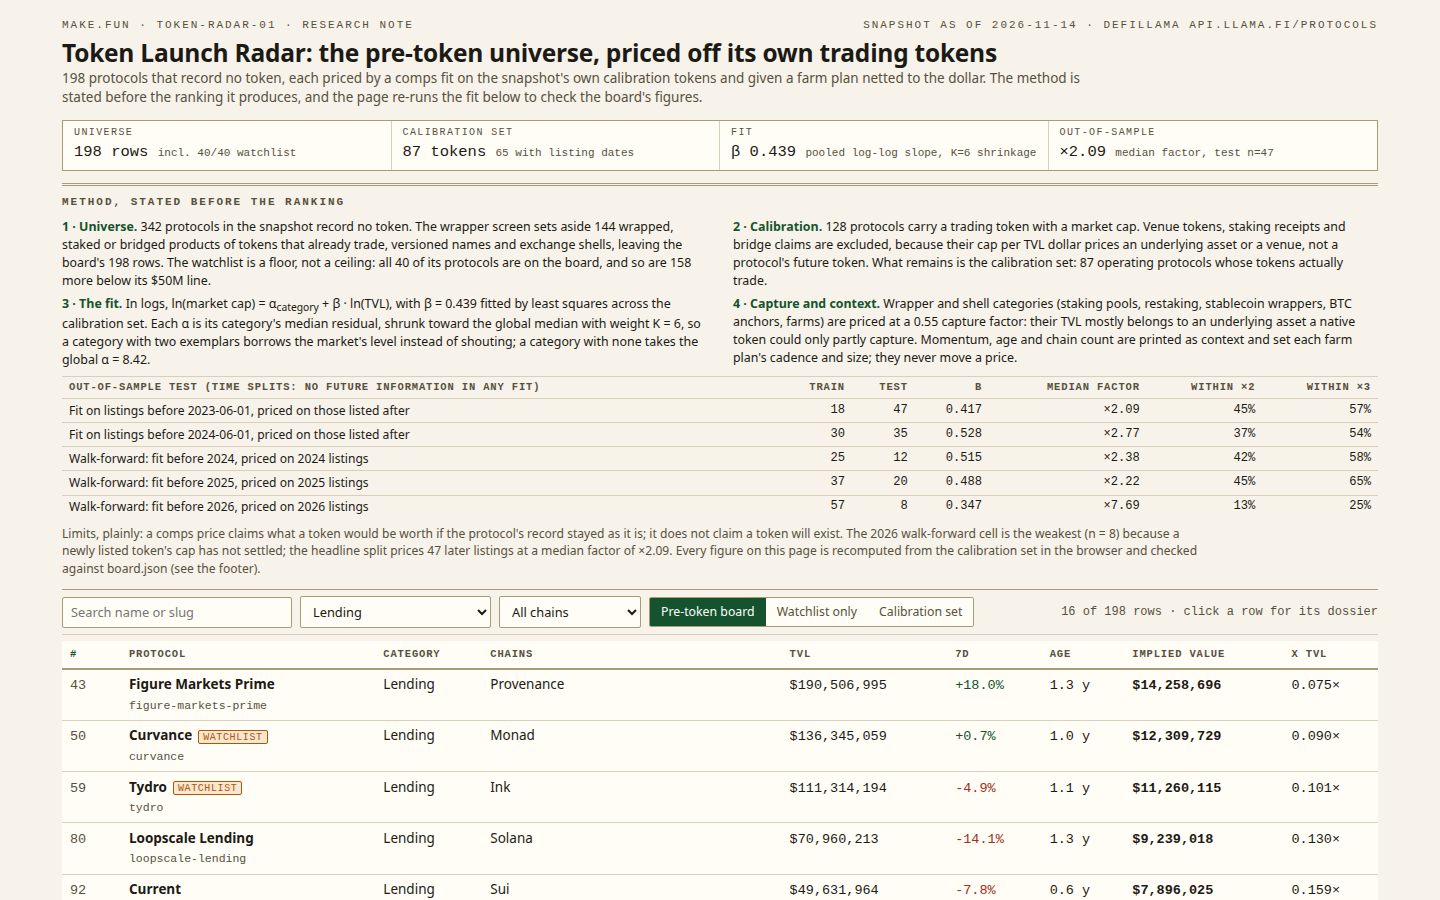 MAKE.FUN · TOKEN-RADAR-01 · RESEARCH NOTE
SNAPSHOT AS OF 2026-11-14 · DEFILLAMA API.LLAMA.FI/PROTOCOLS
Token Launch Radar: the pre-token universe, priced off its own trading tokens
198 protocols that record no token, each priced by a comps fit on the snapshot's own calibration tokens and given a farm plan netted to the dollar. The method is
stated before the ranking it produces, and the page re-runs the fit below to check the board's figures.
UNIVERSE
198 rows incl. 40/40 watchlist
CALIBRATION SET
87 tokens 65 with listing dates
FIT
β 0.439 pooled log-log slope, K=6 shrinkage
OUT-OF-SAMPLE
×2.09 median factor, test n=47
METHOD, STATED BEFORE THE RANKING
1 · Universe. 342 protocols in the snapshot record no token. The wrapper screen sets aside 144 wrapped,
staked or bridged products of tokens that already trade, versioned names and exchange shells, leaving the
board's 198 rows. The watchlist is a floor, not a ceiling: all 40 of its protocols are on the board, and so are 158
more below its $50M line.
2 · Calibration. 128 protocols carry a trading token with a market cap. Venue tokens, staking receipts and
bridge claims are excluded, because their cap per TVL dollar prices an underlying asset or a venue, not a
protocol's future token. What remains is the calibration set: 87 operating protocols whose tokens actually
trade.
3 · The fit. In logs, ln(market cap) = αcategory + β · ln(TVL), with β = 0.439 fitted by least squares across the
calibration set. Each α is its category's median residual, shrunk toward the global median with weight K = 6, so
a category with two exemplars borrows the market's level instead of shouting; a category with none takes the
global α = 8.42.
4 · Capture and context. Wrapper and shell categories (staking pools, restaking, stablecoin wrappers, BTC
anchors, farms) are priced at a 0.55 capture factor: their TVL mostly belongs to an underlying asset a native
token could only partly capture. Momentum, age and chain count are printed as context and set each farm
plan's cadence and size; they never move a price.
OUT-OF-SAMPLE TEST (TIME SPLITS: NO FUTURE INFORMATION IN ANY FIT) TRAIN TEST B MEDIAN FACTOR WITHIN ×2 WITHIN ×3
Fit on listings before 2023-06-01, priced on those listed after 18 47 0.417 ×2.09 45% 57%
Fit on listings before 2024-06-01, priced on those listed after 30 35 0.528 ×2.77 37% 54%
Walk-forward: fit before 2024, priced on 2024 listings 25 12 0.515 ×2.38 42% 58%
Walk-forward: fit before 2025, priced on 2025 listings 37 20 0.488 ×2.22 45% 65%
Walk-forward: fit before 2026, priced on 2026 listings 57 8 0.347 ×7.69 13% 25%
Limits, plainly: a comps price claims what a token would be worth if the protocol's record stayed as it is; it does not claim a token will exist. The 2026 walk-forward cell is the weakest (n = 8) because a
newly listed token's cap has not settled; the headline split prices 47 later listings at a median factor of ×2.09. Every figure on this page is recomputed from the calibration set in the browser and checked
against board.json (see the footer).
Search name or slug Lending All chains Pre-token board Watchlist only Calibration set 16 of 198 rows · click a row for its dossier
# PROTOCOL CATEGORY CHAINS TVL 7D AGE IMPLIED VALUE X TVL
43 Figure Markets Prime Lending Provenance $190,506,995 +18.0% 1.3 y $14,258,696 0.075×
figure-markets-prime
50 Curvance WATCHLIST Lending Monad $136,345,059 +0.7% 1.0 y $12,309,729 0.090×
curvance
59 Tydro WATCHLIST Lending Ink $111,314,194 -4.9% 1.1 y $11,260,115 0.101×
tydro
80 Loopscale Lending Lending Solana $70,960,213 -14.1% 1.3 y $9,239,018 0.130×
loopscale-lending
92 Current Lending Sui $49,631,964 -7.8% 0.6 y $7,896,025 0.159×